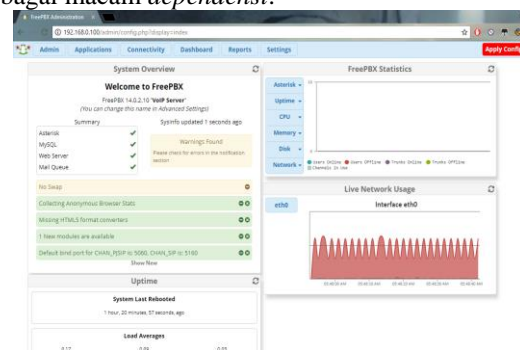 bagai macam dependensi.
FreePBX Administration
192.168.0.100/admin/config.php?display=index
Admin Applications Connectivity Dashboard Reports Settings Apply Config
System Overview
Welcome to FreePBX
FreePBX 14.0.2.10 'VoIP Server'
(You can change this name in Advanced Settings)
Summary
Sysinfo updated 1 seconds ago
Asterisk
MySQL
Web Server
Mail Queue
Warnings Found
Please check for errors in the notification section
No Swap
Collecting Anonymous Browser Stats
Missing HTML5 format converters
1 New modules are available
Default bind port for CHAN_PJSIP is: 5060, CHAN_SIP is: 5160
Show New
Uptime
System Last Rebooted
1 hour, 20 minutes, 57 seconds, ago
Load Averages
FreePBX Statistics
Asterisk
Uptime
CPU
Memory
Disk
Network
Users Online Users Offline Trunks Online Trunks Offline
Channels In Use
Live Network Usage
eth0
Interface eth0